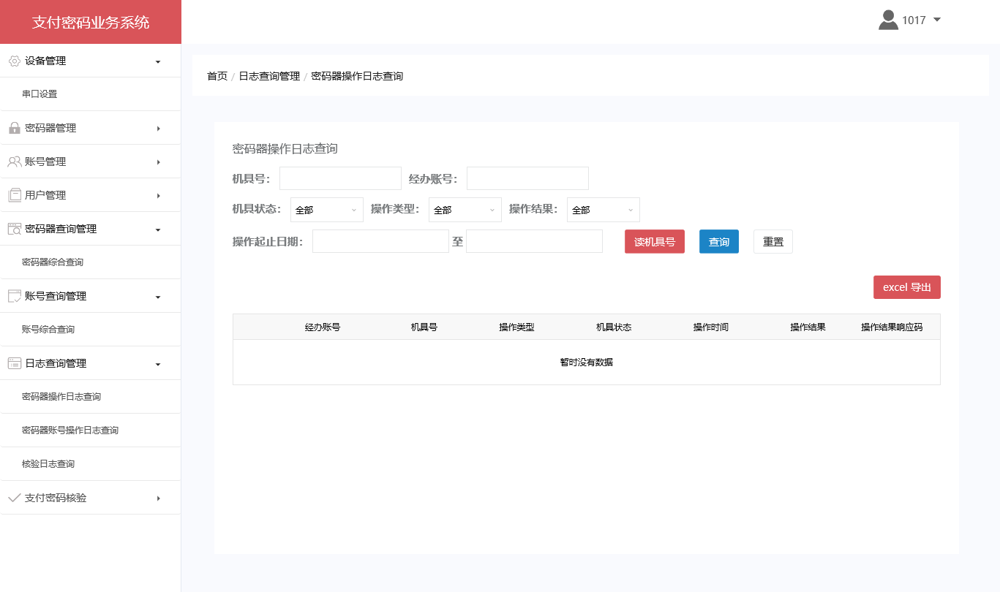 支付密码业务系统
1017
设备管理
串口设置
密码器管理
账号管理
用户管理
密码器查询管理
密码器综合查询
账号查询管理
账号综合查询
日志查询管理
密码器操作日志查询
密码器账号操作日志查询
核验日志查询
支付密码核验
首页 / 日志查询管理 / 密码器操作日志查询
密码器操作日志查询
机具号： 经办账号：
机具状态： 全部 操作类型： 全部 操作结果： 全部
操作起止日期： 至 读机具号 查询 重置
excel 导出
经办账号 机具号 操作类型 机具状态 操作时间 操作结果 操作结果响应码
暂时没有数据